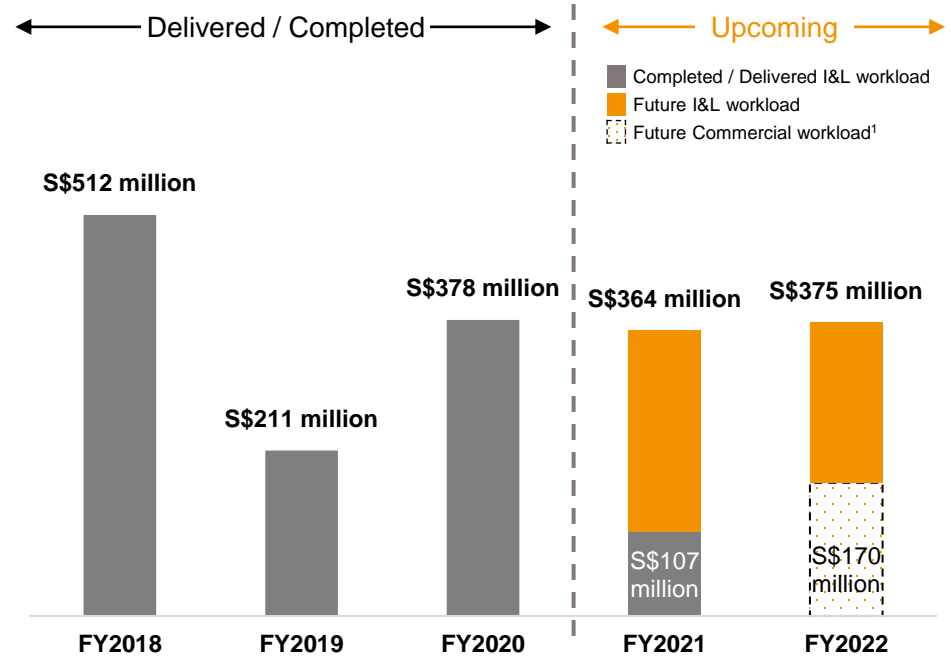 Delivered / Completed
Upcoming
Completed / Delivered I&L workload
Future I&L workload
Future Commercial workload¹
S$512 million
S$211 million
S$378 million
S$364 million
S$375 million
S$107
million
S$170
million
FY2018
FY2019
FY2020
FY2021
FY2022